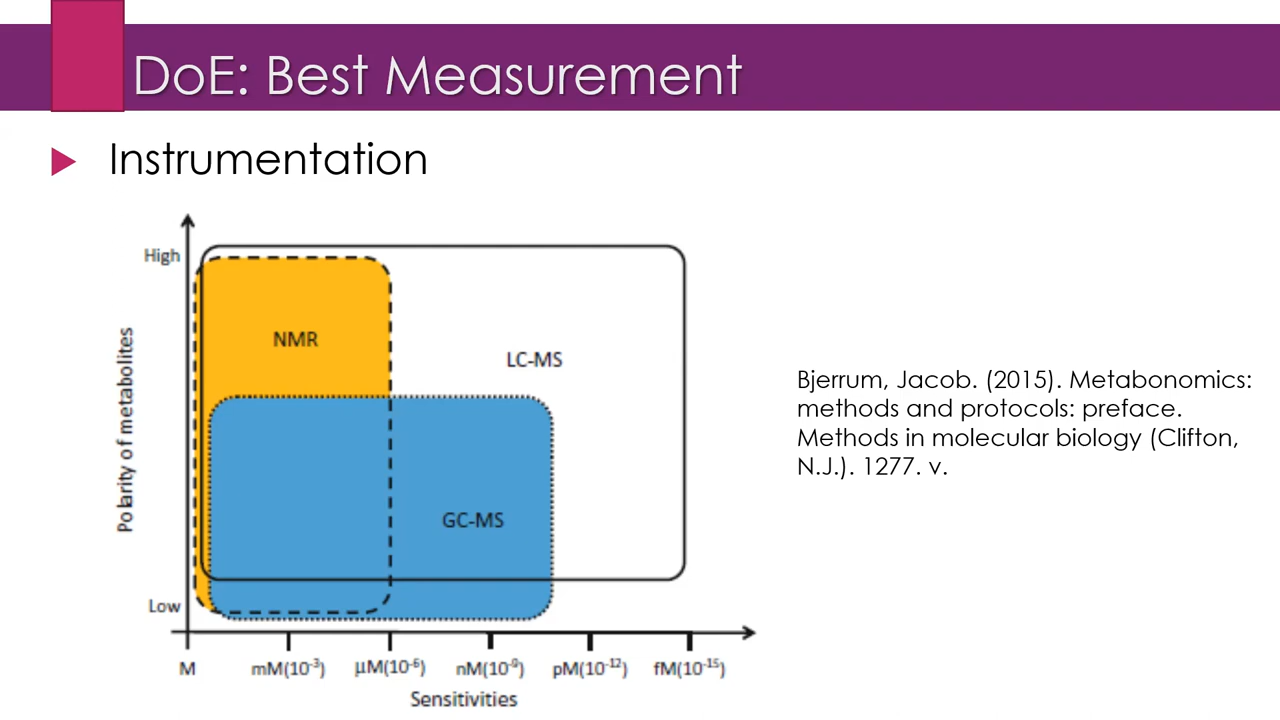 DoE: Best Measurement
Instrumentation
High
Polarity of metabolites
NMR
LC-MS
GC-MS
Low
M mM(10⁻³) µM(10⁻⁶) nM(10⁻⁹) pM(10⁻¹²) fM(10⁻¹⁵)
Sensitivities
Bjerrum, Jacob. (2015). Metabonomics:
methods and protocols: preface.
Methods in molecular biology (Clifton,
N.J.). 1277. v.